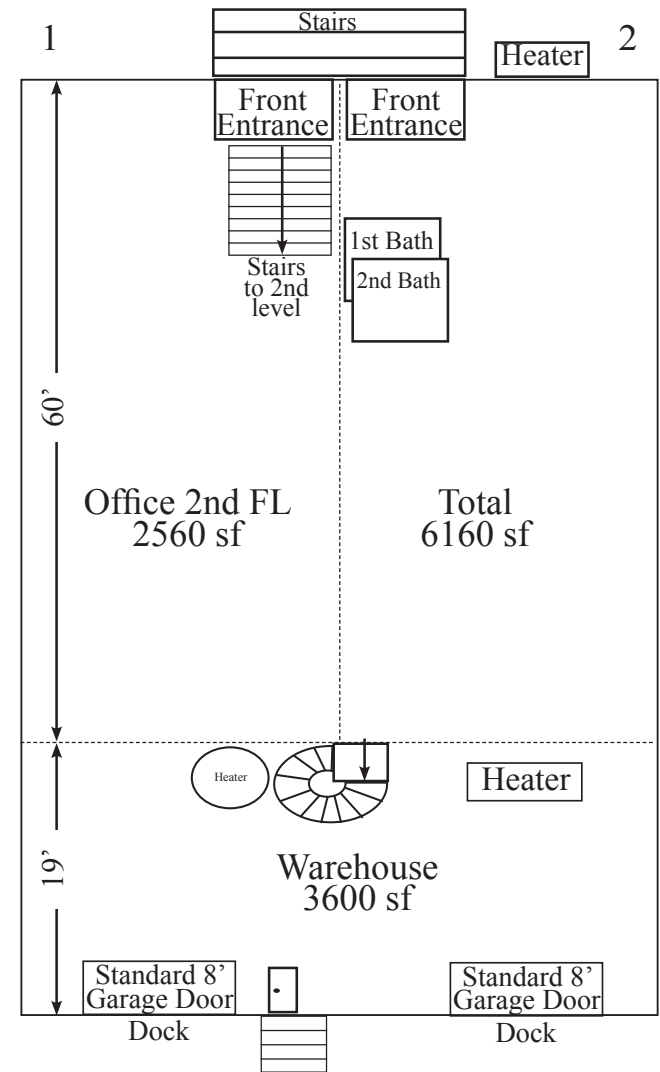 1
Stairs
2
Heater
Front
Entrance
Front
Entrance
1st Bath
2nd Bath
Stairs
to 2nd
level
60’
Office 2nd FL
2560 sf
Total
6160 sf
Heater
Heater
19’
Warehouse
3600 sf
Standard 8’
Garage Door
Standard 8’
Garage Door
Dock
Dock